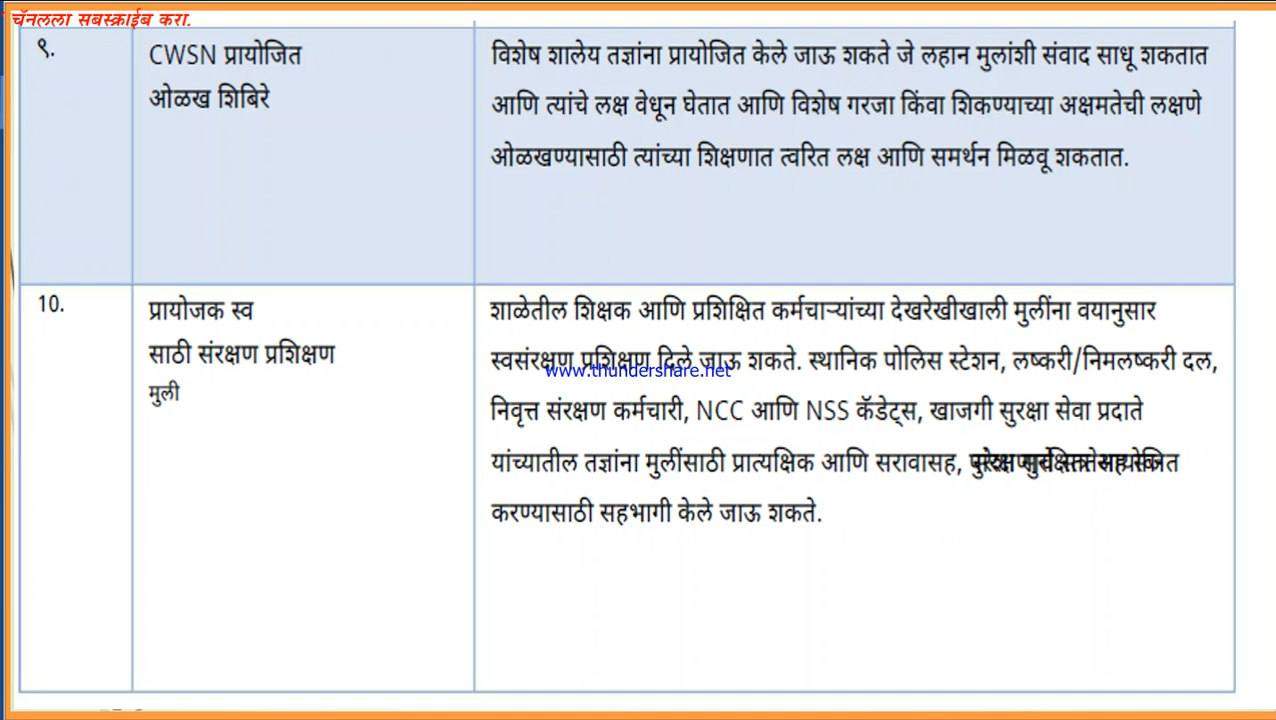 चॅनलला सबस्क्राईब करा.
९.
CWSN प्रायोजित
ओळख शिबिरे
विशेष शालेय तज्ञांना प्रायोजित केले जाऊ शकते जे लहान मुलांशी संवाद साधू शकतात
आणि त्यांचे लक्ष वेधून घेतात आणि विशेष गरजा किंवा शिकण्याच्या अक्षमतेची लक्षणे
ओळखण्यासाठी त्यांच्या शिक्षणात त्वरित लक्ष आणि समर्थन मिळवू शकतात.
10.
प्रायोजक स्व
साठी संरक्षण प्रशिक्षण
मुली
शाळेतील शिक्षक आणि प्रशिक्षित कर्मचाऱ्यांच्या देखरेखीखाली मुलींना वयानुसार
स्वसंरक्षण प्रशिक्षण दिले जाऊ शकते. स्थानिक पोलिस स्टेशन, लष्करी/निमलष्करी दल,
www.thundershare.net
निवृत्त संरक्षण कर्मचारी, NCC आणि NSS कॅडेट्स, खाजगी सुरक्षा सेवा प्रदाते
यांच्यातील तज्ञांना मुलींसाठी प्रात्यक्षिक आणि सरावासह,
करण्यासाठी सहभागी केले जाऊ शकते.